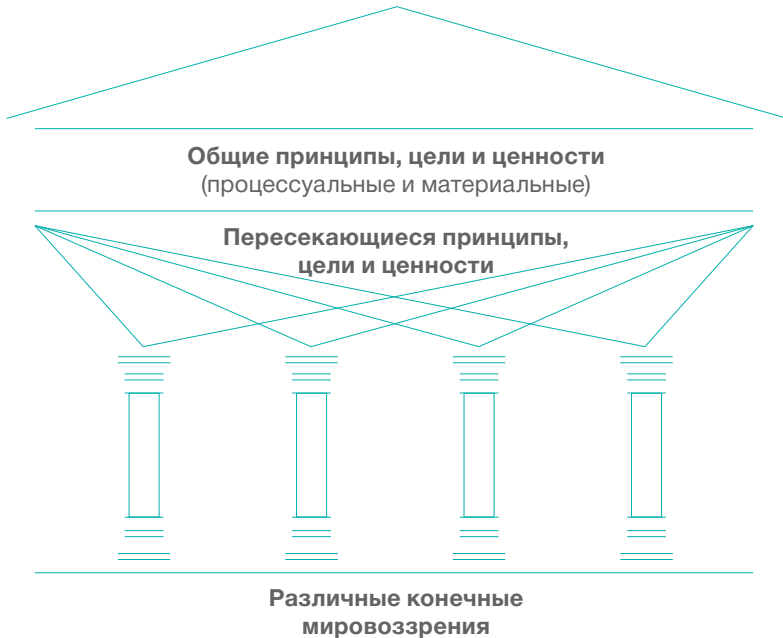 Общие принципы, цели и ценности
(процессуальные и материальные)
Пересекающиеся принципы,
цели и ценности
Различные конечные
мировоззрения